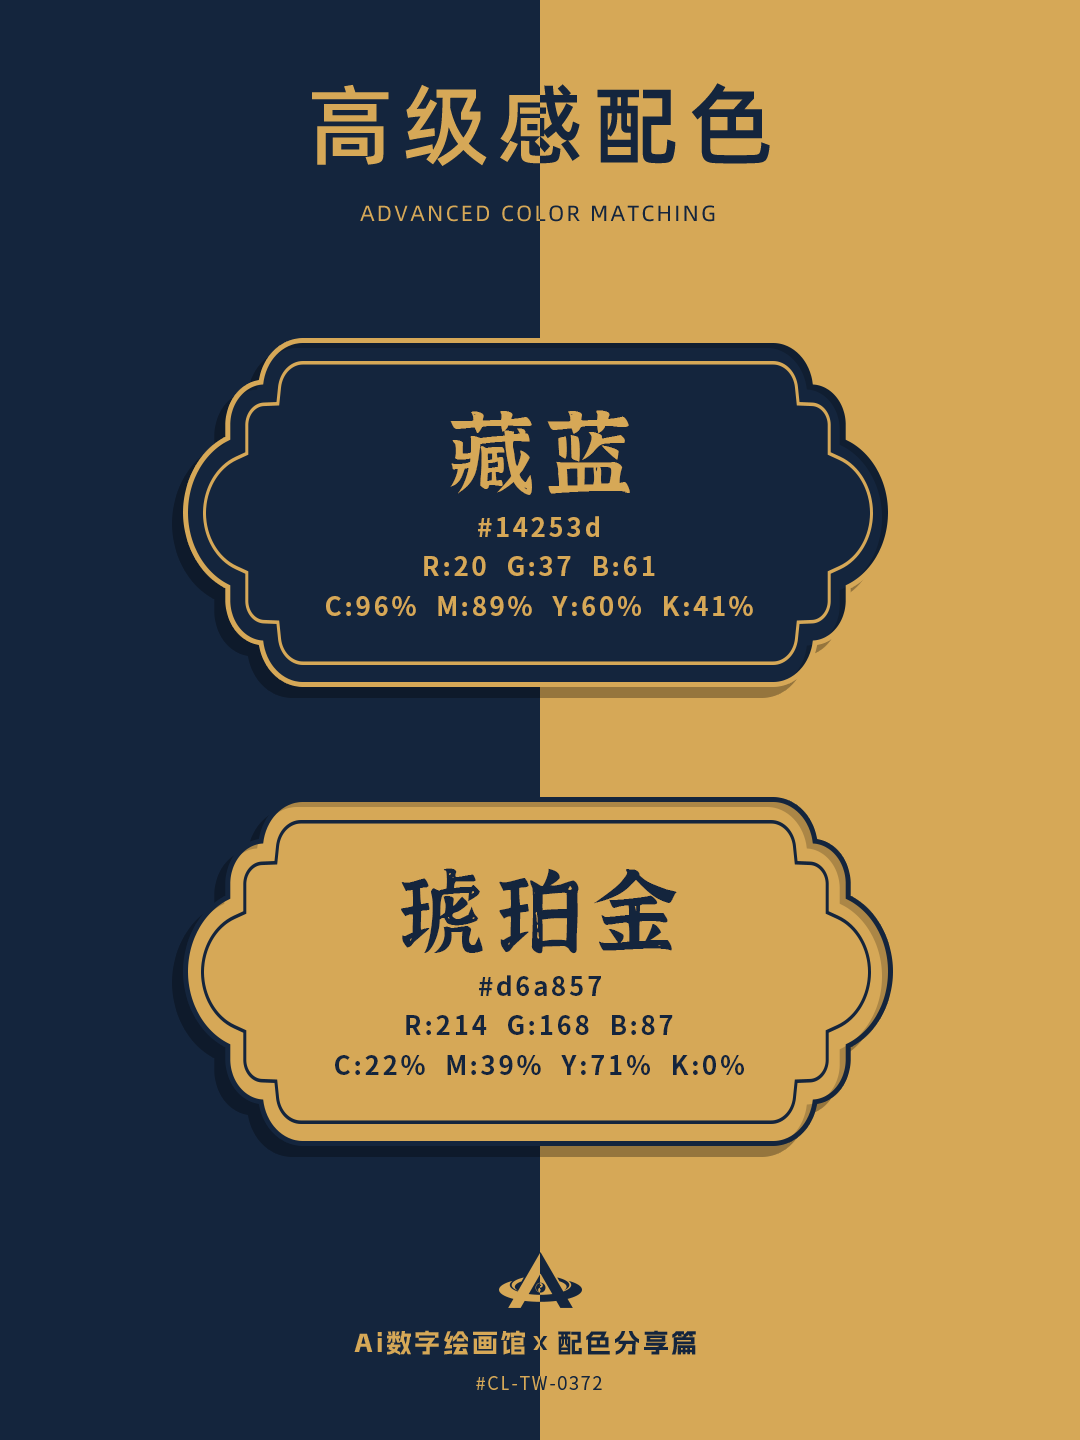 高级感配色
ADVANCED COLOR MATCHING
藏蓝
#14253d
R:20 G:37 B:61
C:96% M:89% Y:60% K:41%
琥珀金
#d6a857
R:214 G:168 B:87
C:22% M:39% Y:71% K:0%
Ai数字绘画馆 x 配色分享篇
#CL-TW-0372